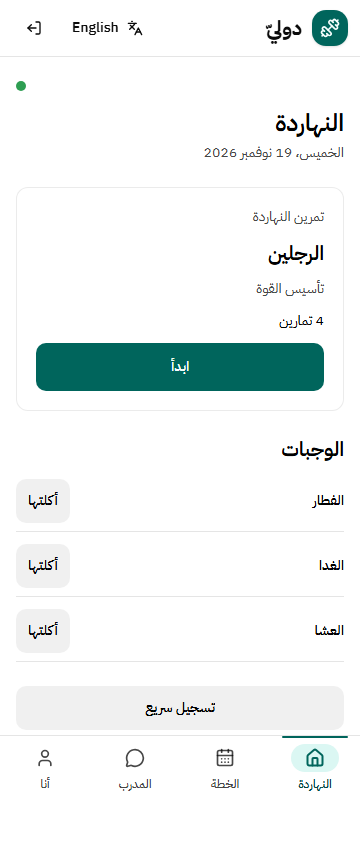 دوليّ
English
النهاردة
الخميس، 19 نوفمبر 2026
تمرين النهاردة
الرجلين
تأسيس القوة
4 تمارين
ابدأ
الوجبات
الفطار
أكلتها
الغدا
أكلتها
العشا
أكلتها
تسجيل سريع
النهاردة
الخطة
المدرب
أنا